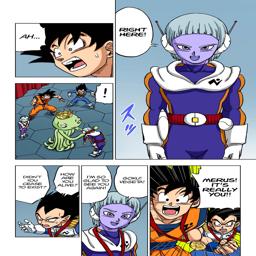 AH...
RIGHT
HERE!
!
MERUS!
IT'S
REALLY
YOU!!
GOKU!
VEGETA!
I'M SO
GLAD TO
SEE YOU
AGAIN!
HOW ARE
YOU
ALIVE?
DIDN'T
YOU
CEASE
TO EXIST?